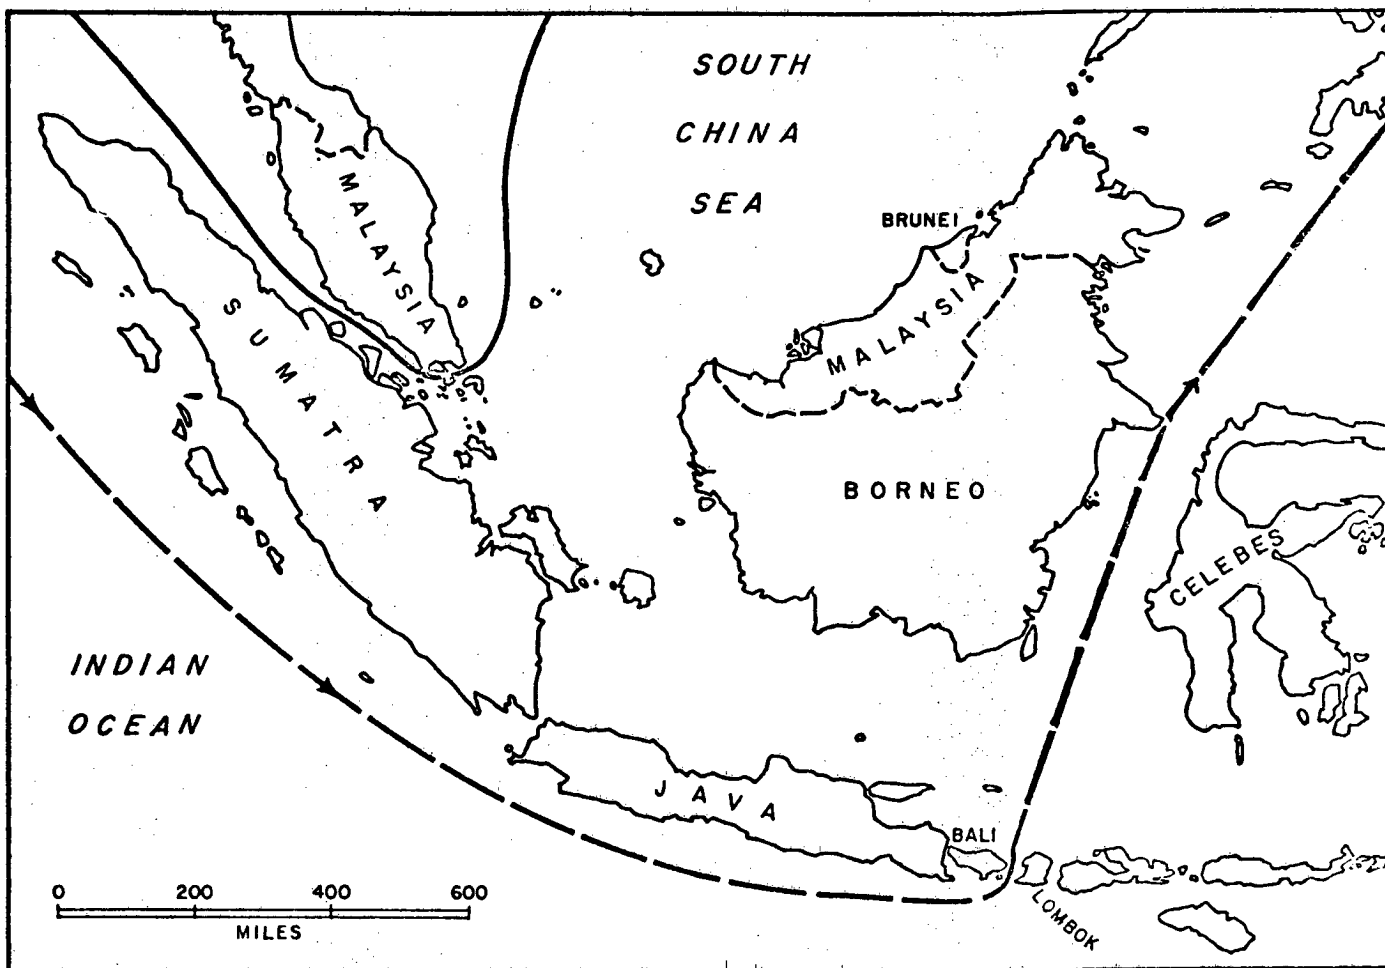 SOUTH
CHINA
SEA
MALAYSIA
BRUNEI
MALAYSIA
SUMATRA
BORNEO
CELEBES
INDIAN
OCEAN
JAVA
BALI
LOMBOK
0 200 400 600
MILES